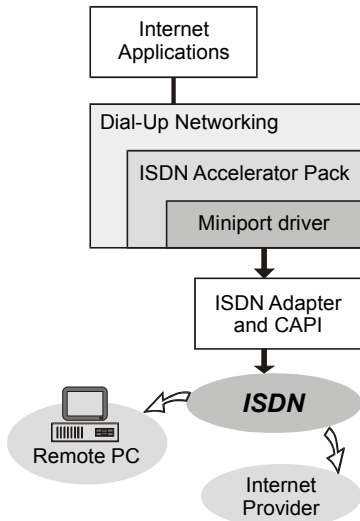 Internet
Applications
Dial-Up Networking
ISDN Accelerator Pack
Miniport driver
ISDN Adapter
and CAPI
ISDN
Remote PC
Internet
Provider